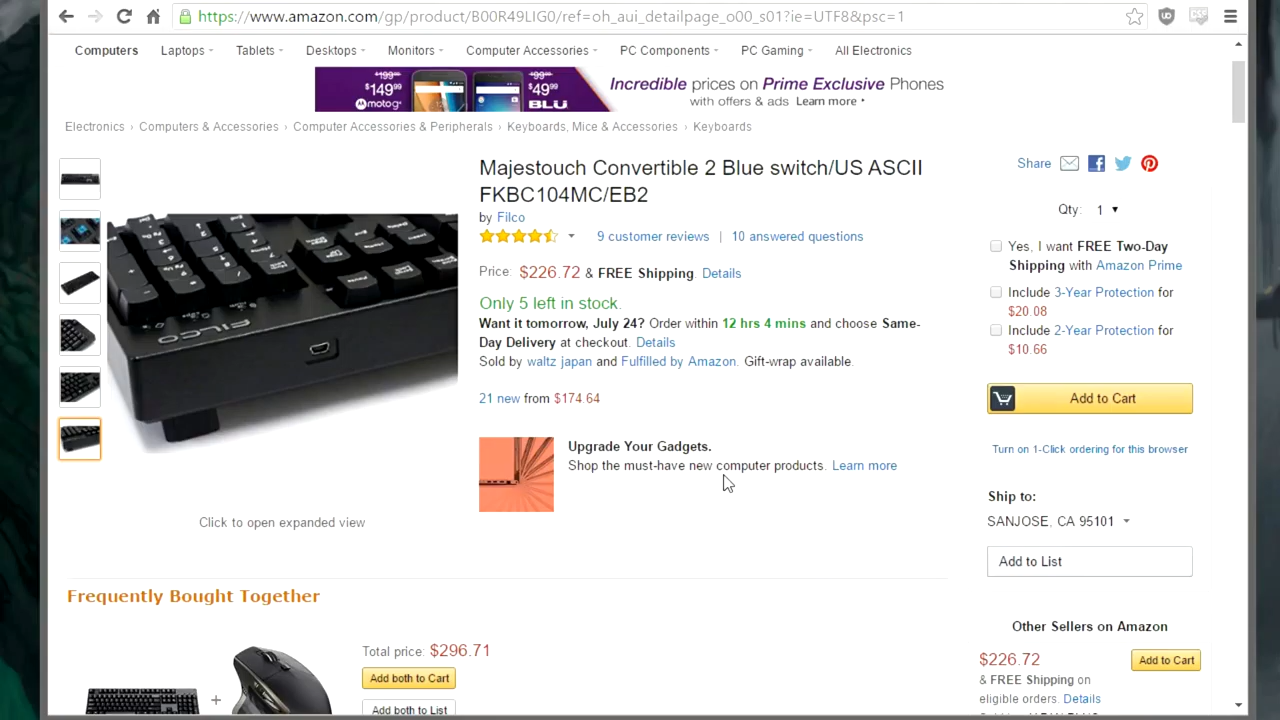 https://www.amazon.com/gp/product/B00R49LIG0/ref=oh_aui_detailpage_o00_s01?ie=UTF8&psc=1
Computers Laptops Tablets Desktops Monitors Computer Accessories PC Components PC Gaming All Electronics
$199.99 $149.99 moto g $99.99 $49.99 BLU
Incredible prices on Prime Exclusive Phones
with offers & ads Learn more
Electronics › Computers & Accessories › Computer Accessories & Peripherals › Keyboards, Mice & Accessories › Keyboards
FILCO
Majestouch Convertible 2 Blue switch/US ASCII
FKBC104MC/EB2
by Filco
9 customer reviews | 10 answered questions
Price: $226.72 & FREE Shipping. Details
Only 5 left in stock.
Want it tomorrow, July 24? Order within 12 hrs 4 mins and choose Same-
Day Delivery at checkout. Details
Sold by waltz japan and Fulfilled by Amazon. Gift-wrap available.
21 new from $174.64
Upgrade Your Gadgets.
Shop the must-have new computer products. Learn more
Click to open expanded view
Share
Qty: 1
Yes, I want FREE Two-Day
Shipping with Amazon Prime
Include 3-Year Protection for
$20.08
Include 2-Year Protection for
$10.66
Add to Cart
Turn on 1-Click ordering for this browser
Ship to:
SANJOSE, CA 95101
Add to List
Frequently Bought Together
+
Total price: $296.71
Add both to Cart
Add both to List
Other Sellers on Amazon
$226.72 Add to Cart
& FREE Shipping on
eligible orders. Details